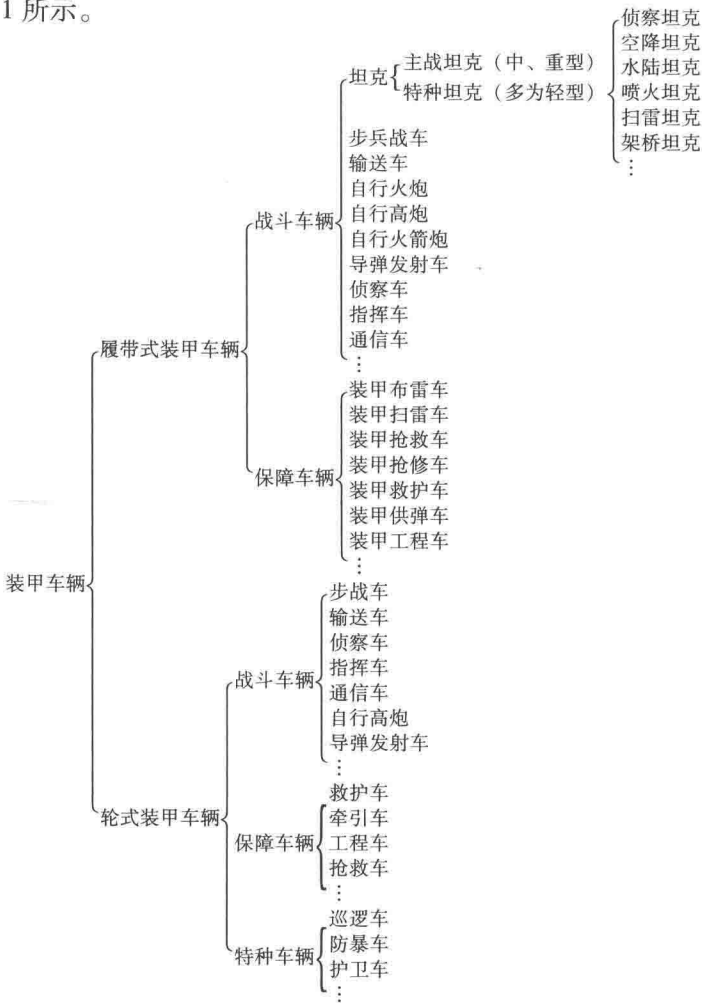 1 所示。
侦察坦克
空降坦克
主战坦克（中、重型）
水陆坦克
坦克
特种坦克（多为轻型）
喷火坦克
扫雷坦克
架桥坦克
⋮
步兵战车
输送车
自行火炮
战斗车辆
自行高炮
自行火箭炮
导弹发射车
侦察车
指挥车
通信车
⋮
履带式装甲车辆
装甲布雷车
装甲扫雷车
装甲抢救车
保障车辆
装甲抢修车
装甲救护车
装甲供弹车
装甲工程车
⋮
装甲车辆
步战车
输送车
侦察车
战斗车辆
指挥车
通信车
自行高炮
导弹发射车
⋮
轮式装甲车辆
救护车
牵引车
保障车辆
工程车
抢救车
⋮
巡逻车
特种车辆
防暴车
护卫车
⋮